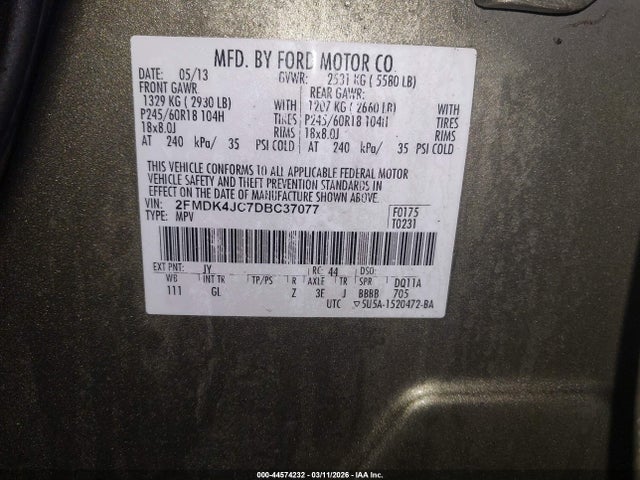 MFD. BY FORD MOTOR CO.
DATE: 05/13 GVWR: 2531 KG ( 5580 LB)
FRONT GAWR: REAR GAWR:
1329 KG ( 2930 LB) WITH 1207 KG ( 2660 LB) WITH
P245/60R18 104H TIRES P245/60R18 104H TIRES
18x8.0J RIMS 18x8.0J RIMS
AT 240 kPa/ 35 PSI COLD AT 240 kPa/ 35 PSI COLD
THIS VEHICLE CONFORMS TO ALL APPLICABLE FEDERAL MOTOR
VEHICLE SAFETY AND THEFT PREVENTION STANDARDS IN
EFFECT ON THE DATE OF MANUFACTURE SHOWN ABOVE.
VIN: 2FMDK4JC7DBC37077 F0175
TYPE: MPV T0231
EXT PNT: JY RC: 44 DSO:
WB INT TR TP/PS R AXLE TR SPR DQ11A
111 GL Z 3F J BBBB 705
UTC ▽5U5A-1520472-BA
000-44574232 - 03/11/2026 - IAA Inc.